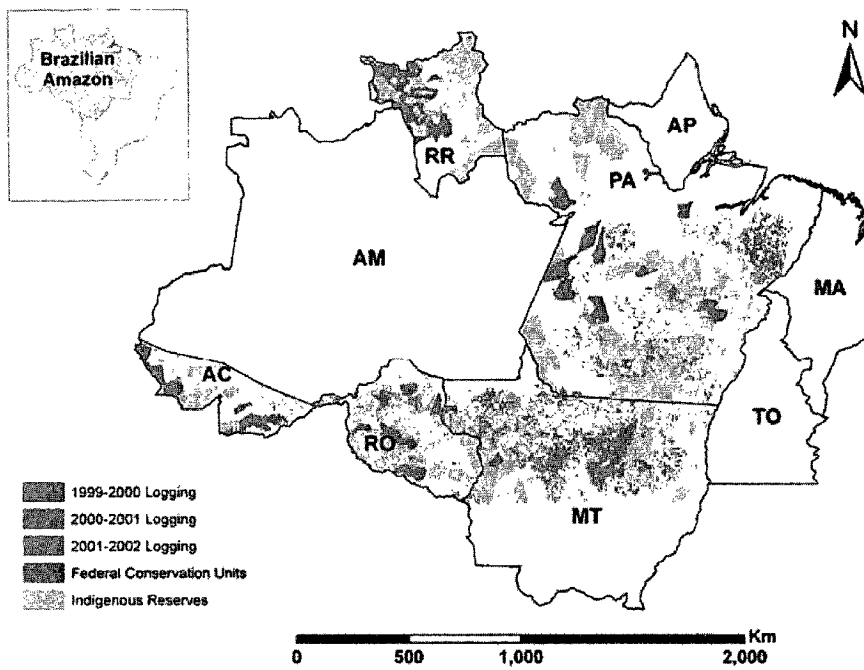 Brazilian
Amazon
N
AP
RR
PA
AM
MA
AC
TO
RO
MT
1999-2000 Logging
2000-2001 Logging
2001-2002 Logging
Federal Conservation Units
Indigenous Reserves
Km
0 500 1,000 2,000